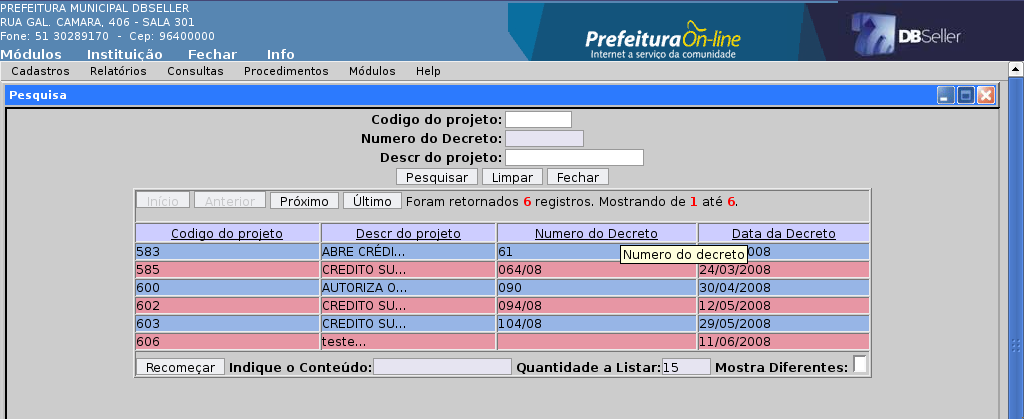 PREFEITURA MUNICIPAL DBSELLER
RUA GAL. CAMARA, 406 - SALA 301
Fone: 51 30289170 - Cep: 96400000
PrefeituraOn-line
Internet a serviço da comunidade
DBSeller
Módulos Instituição Fechar Info
Cadastros Relatórios Consultas Procedimentos Módulos Help
Pesquisa
Codigo do projeto:
Numero do Decreto:
Descr do projeto:
Pesquisar Limpar Fechar
Início Anterior Próximo Último Foram retornados 6 registros. Mostrando de 1 até 6.
Codigo do projeto Descr do projeto Numero do Decreto Data da Decreto
583 ABRE CRÉDI... 61 008
Numero do decreto
585 CREDITO SU... 064/08 24/03/2008
600 AUTORIZA O... 090 30/04/2008
602 CREDITO SU... 094/08 12/05/2008
603 CREDITO SU... 104/08 29/05/2008
606 teste... 11/06/2008
Recomeçar Indique o Conteúdo: Quantidade a Listar: 15 Mostra Diferentes: